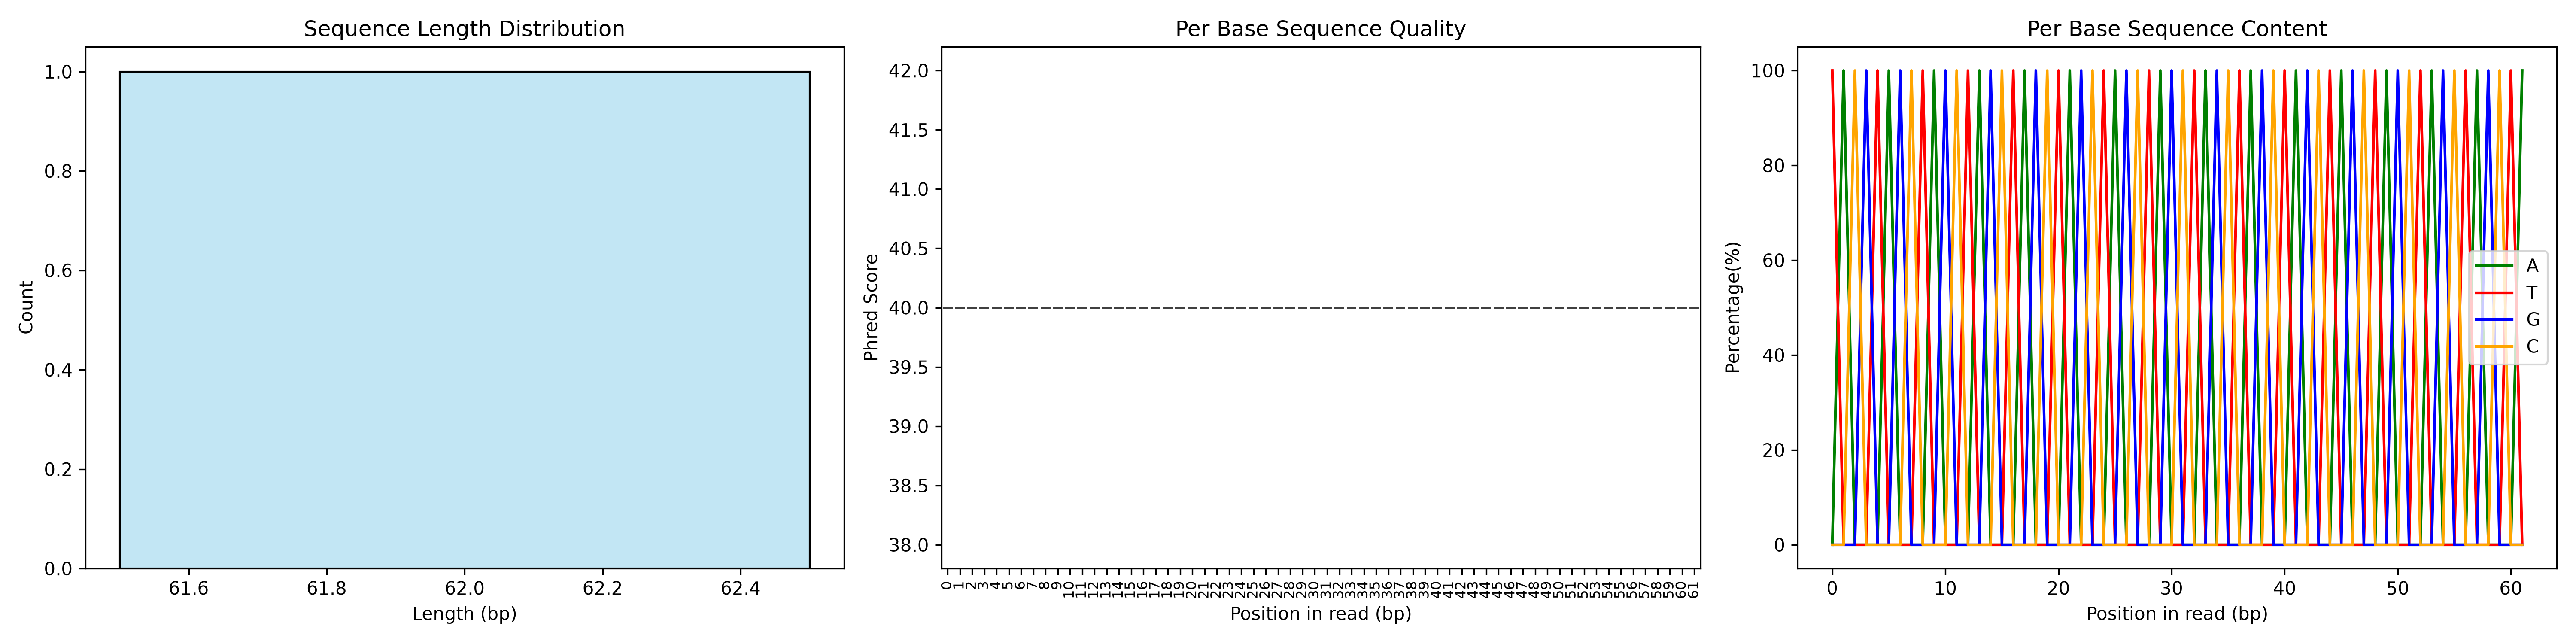 Sequence Length Distribution
Count
1.0
0.8
0.6
0.4
0.2
0.0
61.6 61.8 62.0 62.2 62.4
Length (bp)
Per Base Sequence Quality
Phred Score
42.0
41.5
41.0
40.5
40.0
39.5
39.0
38.5
38.0
0 1 2 3 4 5 6 7 8 9 10 11 12 13 14 15 16 17 18 19 20 21 22 23 24 25 26 27 28 29 30 31 32 33 34 35 36 37 38 39 40 41 42 43 44 45 46 47 48 49 50 51 52 53 54 55 56 57 58 59 60 61
Position in read (bp)
Per Base Sequence Content
Percentage(%)
100
80
60
40
20
0
A
T
G
C
0 10 20 30 40 50 60
Position in read (bp)